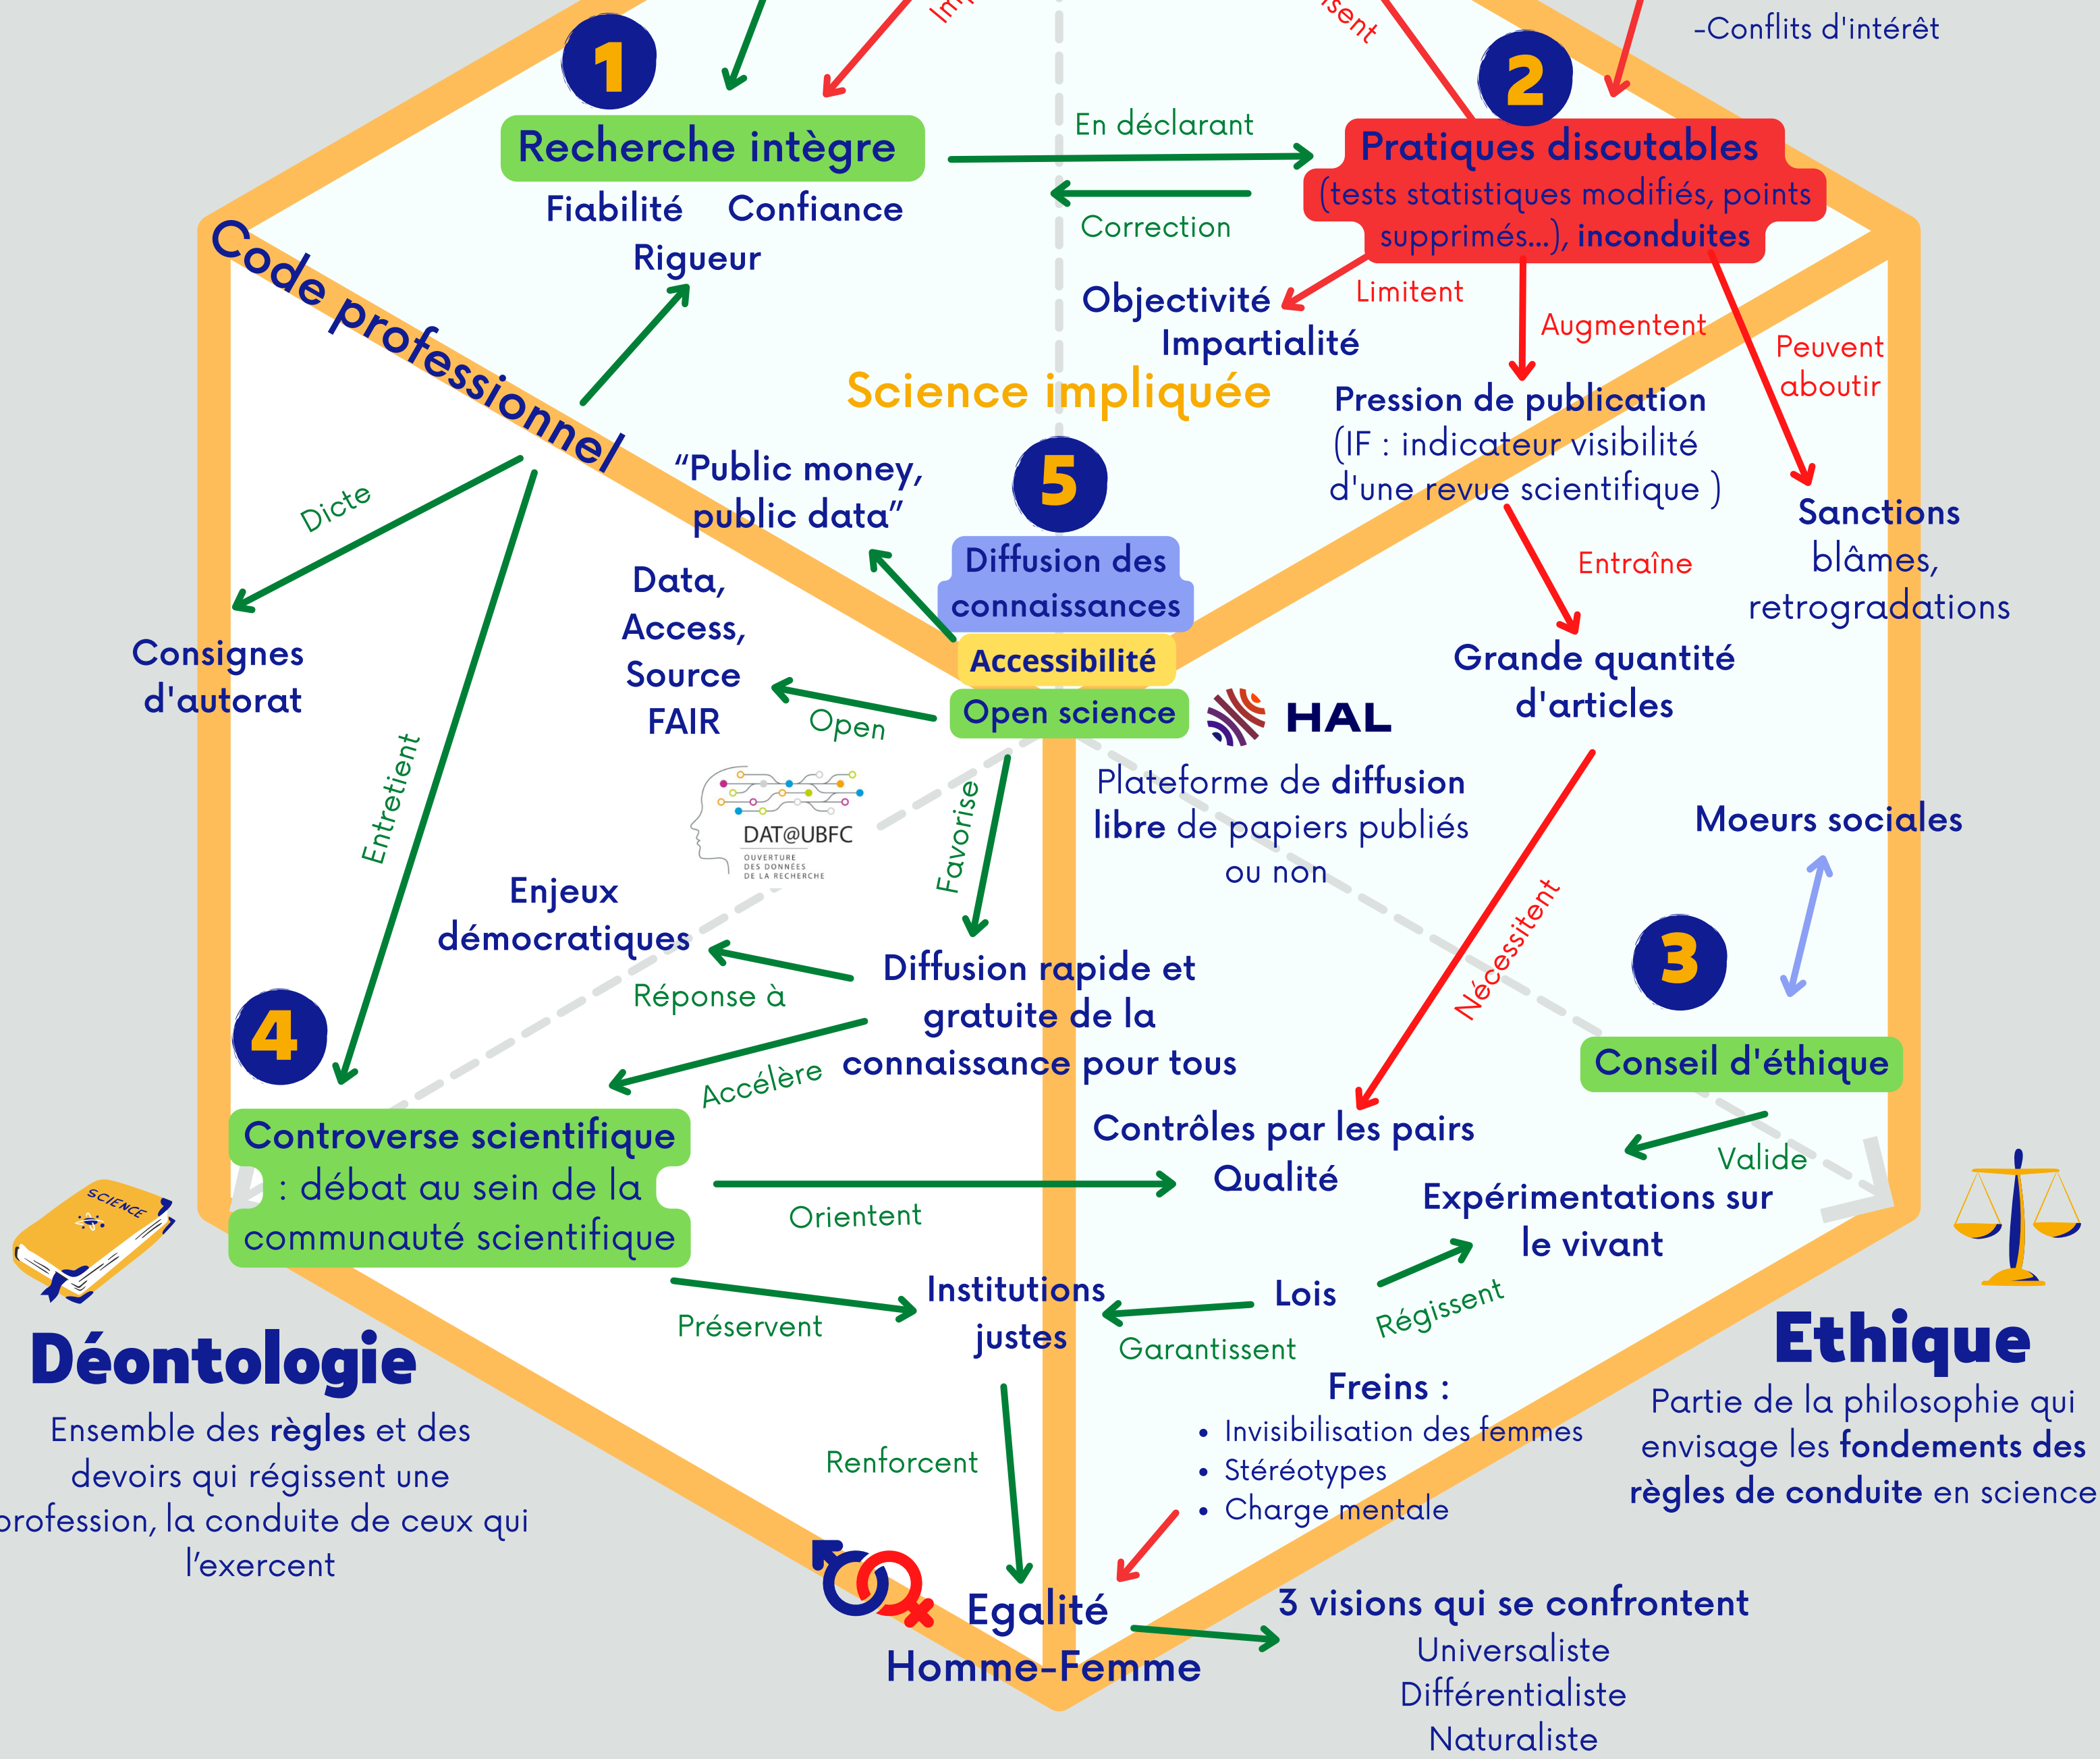 -Conflits d'intérêt
1
2
Recherche intègre
Fiabilité Confiance
Rigueur
En déclarant
Correction
Pratiques discutables
(tests statistiques modifiés, points
supprimés...), inconduites
Code professionnel
Objectivité
Impartialité
Limitent
Augmentent
Peuvent
aboutir
Science impliquée
Pression de publication
(IF : indicateur visibilité
d'une revue scientifique )
Dicte
“Public money,
public data”
5
Diffusion des
connaissances
Accessibilité
Open science
Sanctions
blâmes,
retrogradations
Entraîne
Data,
Access,
Source
FAIR
Open
Consignes
d'autorat
Grande quantité
d'articles
HAL
Plateforme de diffusion
libre de papiers publiés
ou non
Entretient
DAT@UBFC
OUVERTURE
DES DONNÉES
DE LA RECHERCHE
Favorise
Moeurs sociales
Enjeux
démocratiques
Réponse à
Diffusion rapide et
gratuite de la
connaissance pour tous
Nécessitent
3
Conseil d'éthique
4
Accélère
Controverse scientifique
: débat au sein de la
communauté scientifique
Contrôles par les pairs
Qualité
Valide
Expérimentations sur
le vivant
Orientent
SCIENCE
Institutions
justes
Préservent
Lois
Garantissent
Régissent
Déontologie
Ensemble des règles et des
devoirs qui régissent une
profession, la conduite de ceux qui
l’exercent
Ethique
Partie de la philosophie qui
envisage les fondements des
règles de conduite en science
Freins :
• Invisibilisation des femmes
• Stéréotypes
• Charge mentale
Renforcent
Egalité
Homme-Femme
3 visions qui se confrontent
Universaliste
Différentialiste
Naturaliste